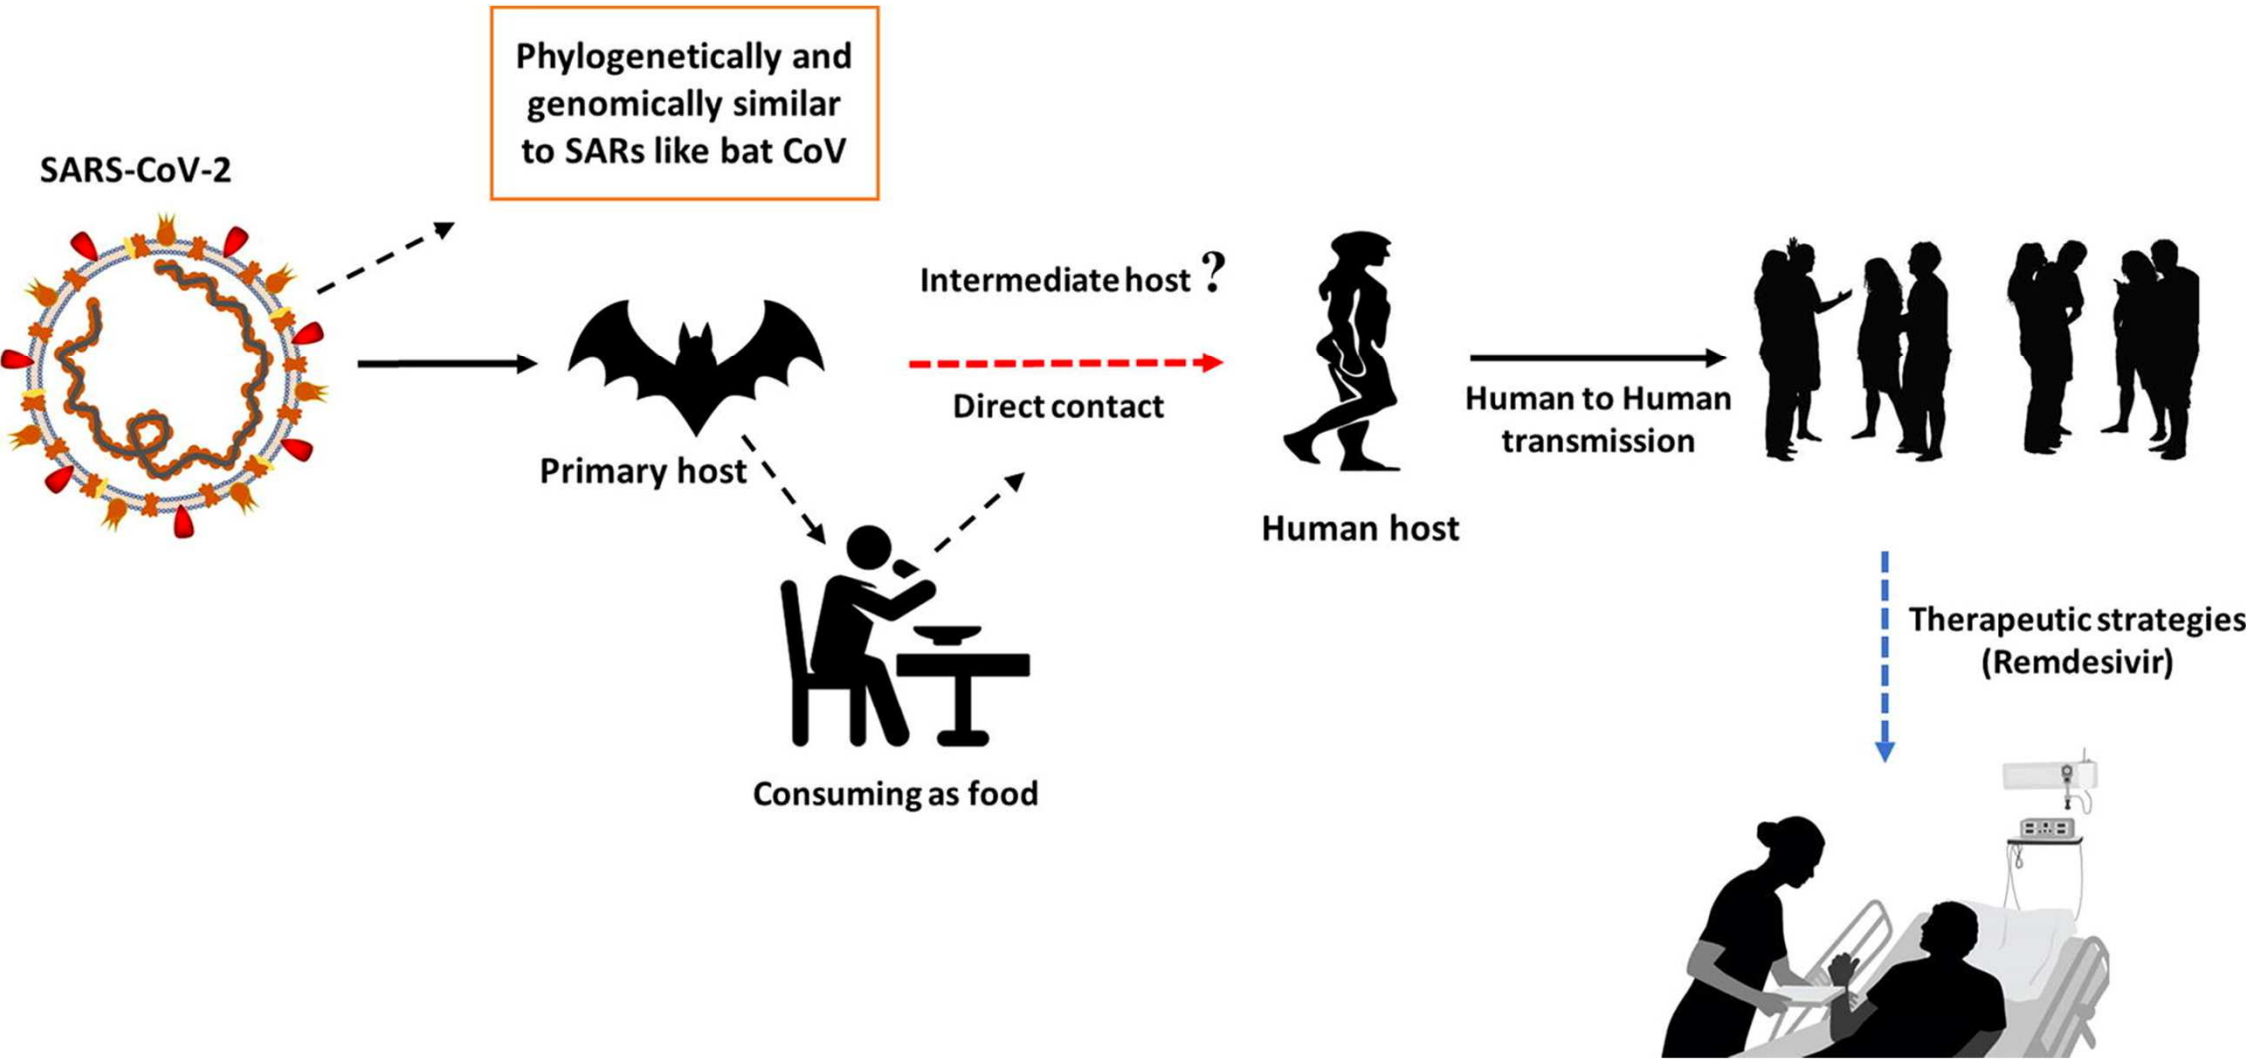 Phylogenetically and
genomically similar
to SARs like bat CoV
SARS-CoV-2
Intermediate host ?
Direct contact
Primary host
Human to Human
transmission
Human host
Therapeutic strategies
(Remdesivir)
Consuming as food